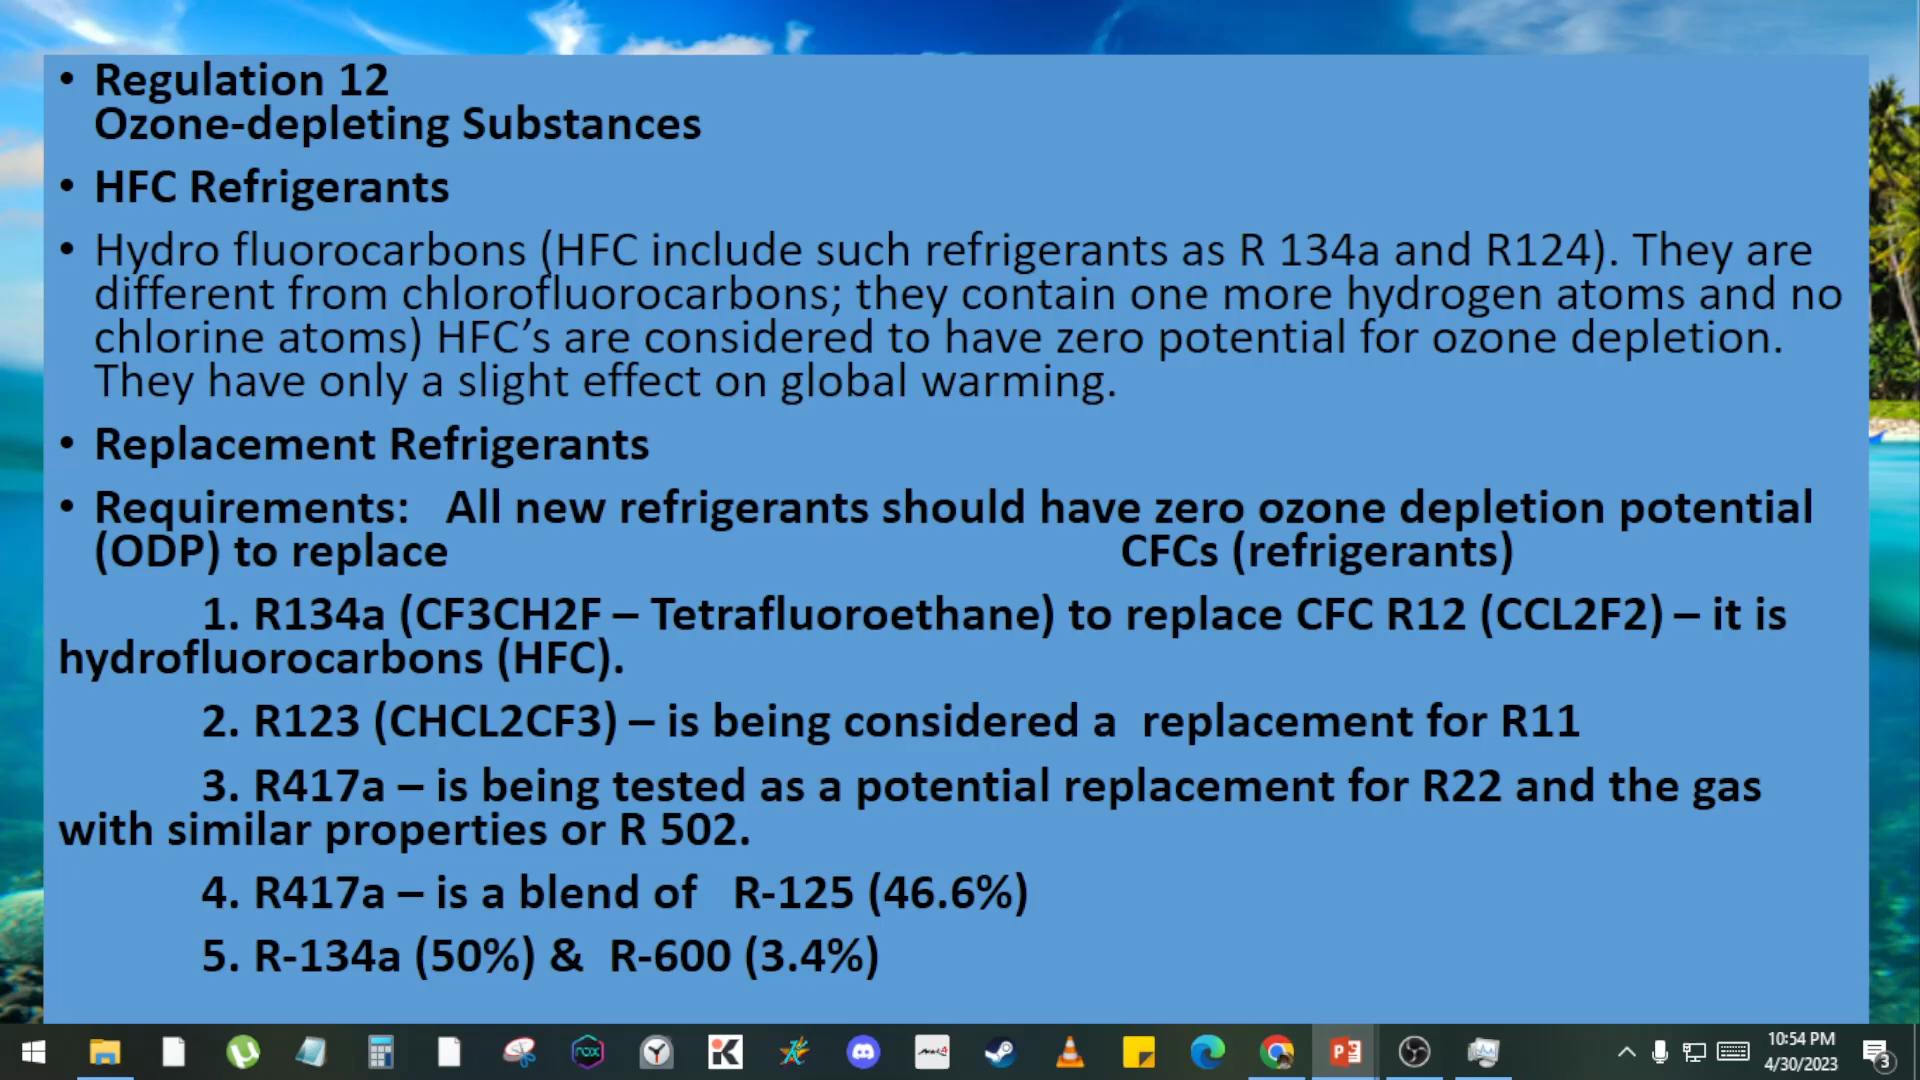 • Regulation 12
Ozone-depleting Substances
• HFC Refrigerants
• Hydro fluorocarbons (HFC include such refrigerants as R 134a and R124). They are
different from chlorofluorocarbons; they contain one more hydrogen atoms and no
chlorine atoms) HFC’s are considered to have zero potential for ozone depletion.
They have only a slight effect on global warming.
• Replacement Refrigerants
• Requirements: All new refrigerants should have zero ozone depletion potential
(ODP) to replace CFCs (refrigerants)
1. R134a (CF3CH2F – Tetrafluoroethane) to replace CFC R12 (CCL2F2) – it is
hydrofluorocarbons (HFC).
2. R123 (CHCL2CF3) – is being considered a replacement for R11
3. R417a – is being tested as a potential replacement for R22 and the gas
with similar properties or R 502.
4. R417a – is a blend of R-125 (46.6%)
5. R-134a (50%) & R-600 (3.4%)
10:54 PM
4/30/2023
3